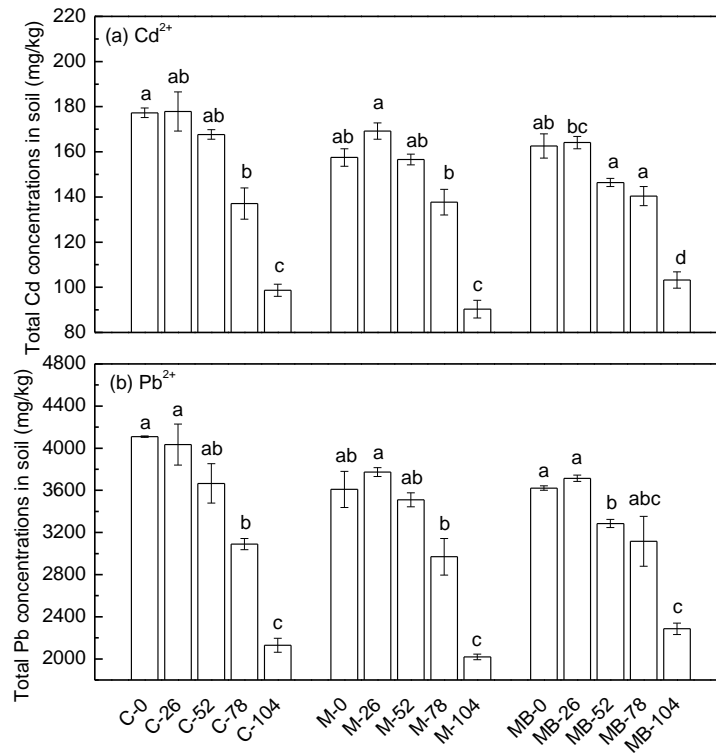 Total Cd concentrations in soil (mg/kg)
220
200
180
160
140
120
100
80
(a) Cd²⁺
a
ab
ab
b
c
ab
a
ab
b
c
ab
bc
a
a
d
Total Pb concentrations in soil (mg/kg)
4800
4400
4000
3600
3200
2800
2400
2000
(b) Pb²⁺
a
a
ab
b
c
ab
a
ab
b
c
a
a
b
abc
c
C-0
C-26
C-52
C-78
C-104
M-0
M-26
M-52
M-78
M-104
MB-0
MB-26
MB-52
MB-78
MB-104